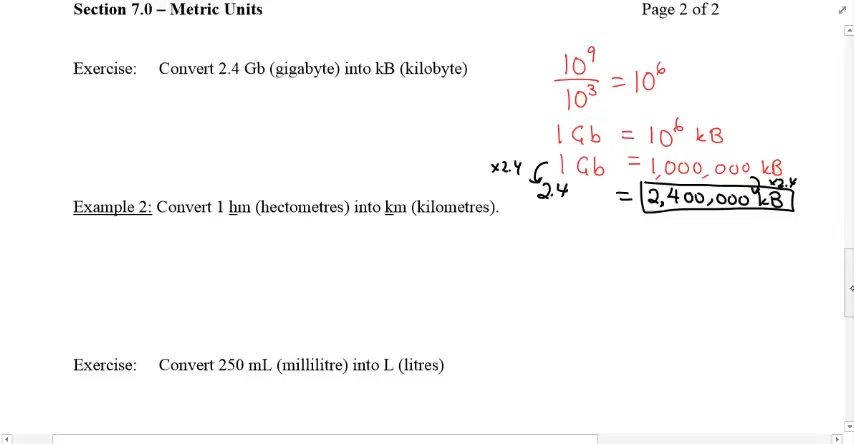 Section 7.0 – Metric Units Page 2 of 2
Exercise: Convert 2.4 Gb (gigabyte) into kB (kilobyte)
10⁹
10³ = 10⁶
1 Gb = 10⁶ kB
x2.4 1 Gb = 1,000,000 kB
2.4 = 2,400,000 kB x2.4
Example 2: Convert 1 hm (hectometres) into km (kilometres).
Exercise: Convert 250 mL (millilitre) into L (litres)